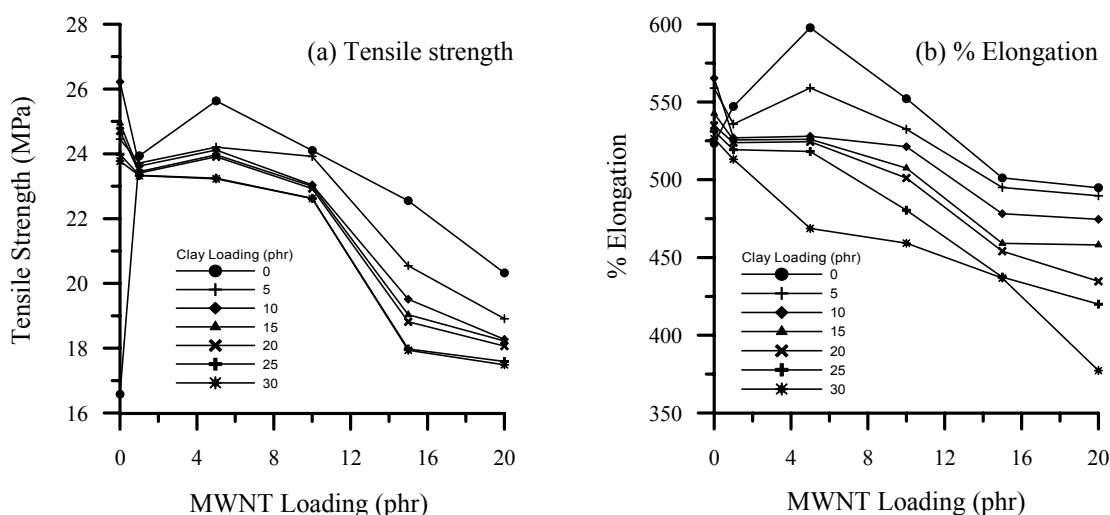 (a) Tensile strength
Tensile Strength (MPa)
28
26
24
22
20
18
16
Clay Loading (phr)
0
5
10
15
20
25
30
0 4 8 12 16 20
MWNT Loading (phr)
(b) % Elongation
% Elongation
600
550
500
450
400
350
Clay Loading (phr)
0
5
10
15
20
25
30
0 4 8 12 16 20
MWNT Loading (phr)